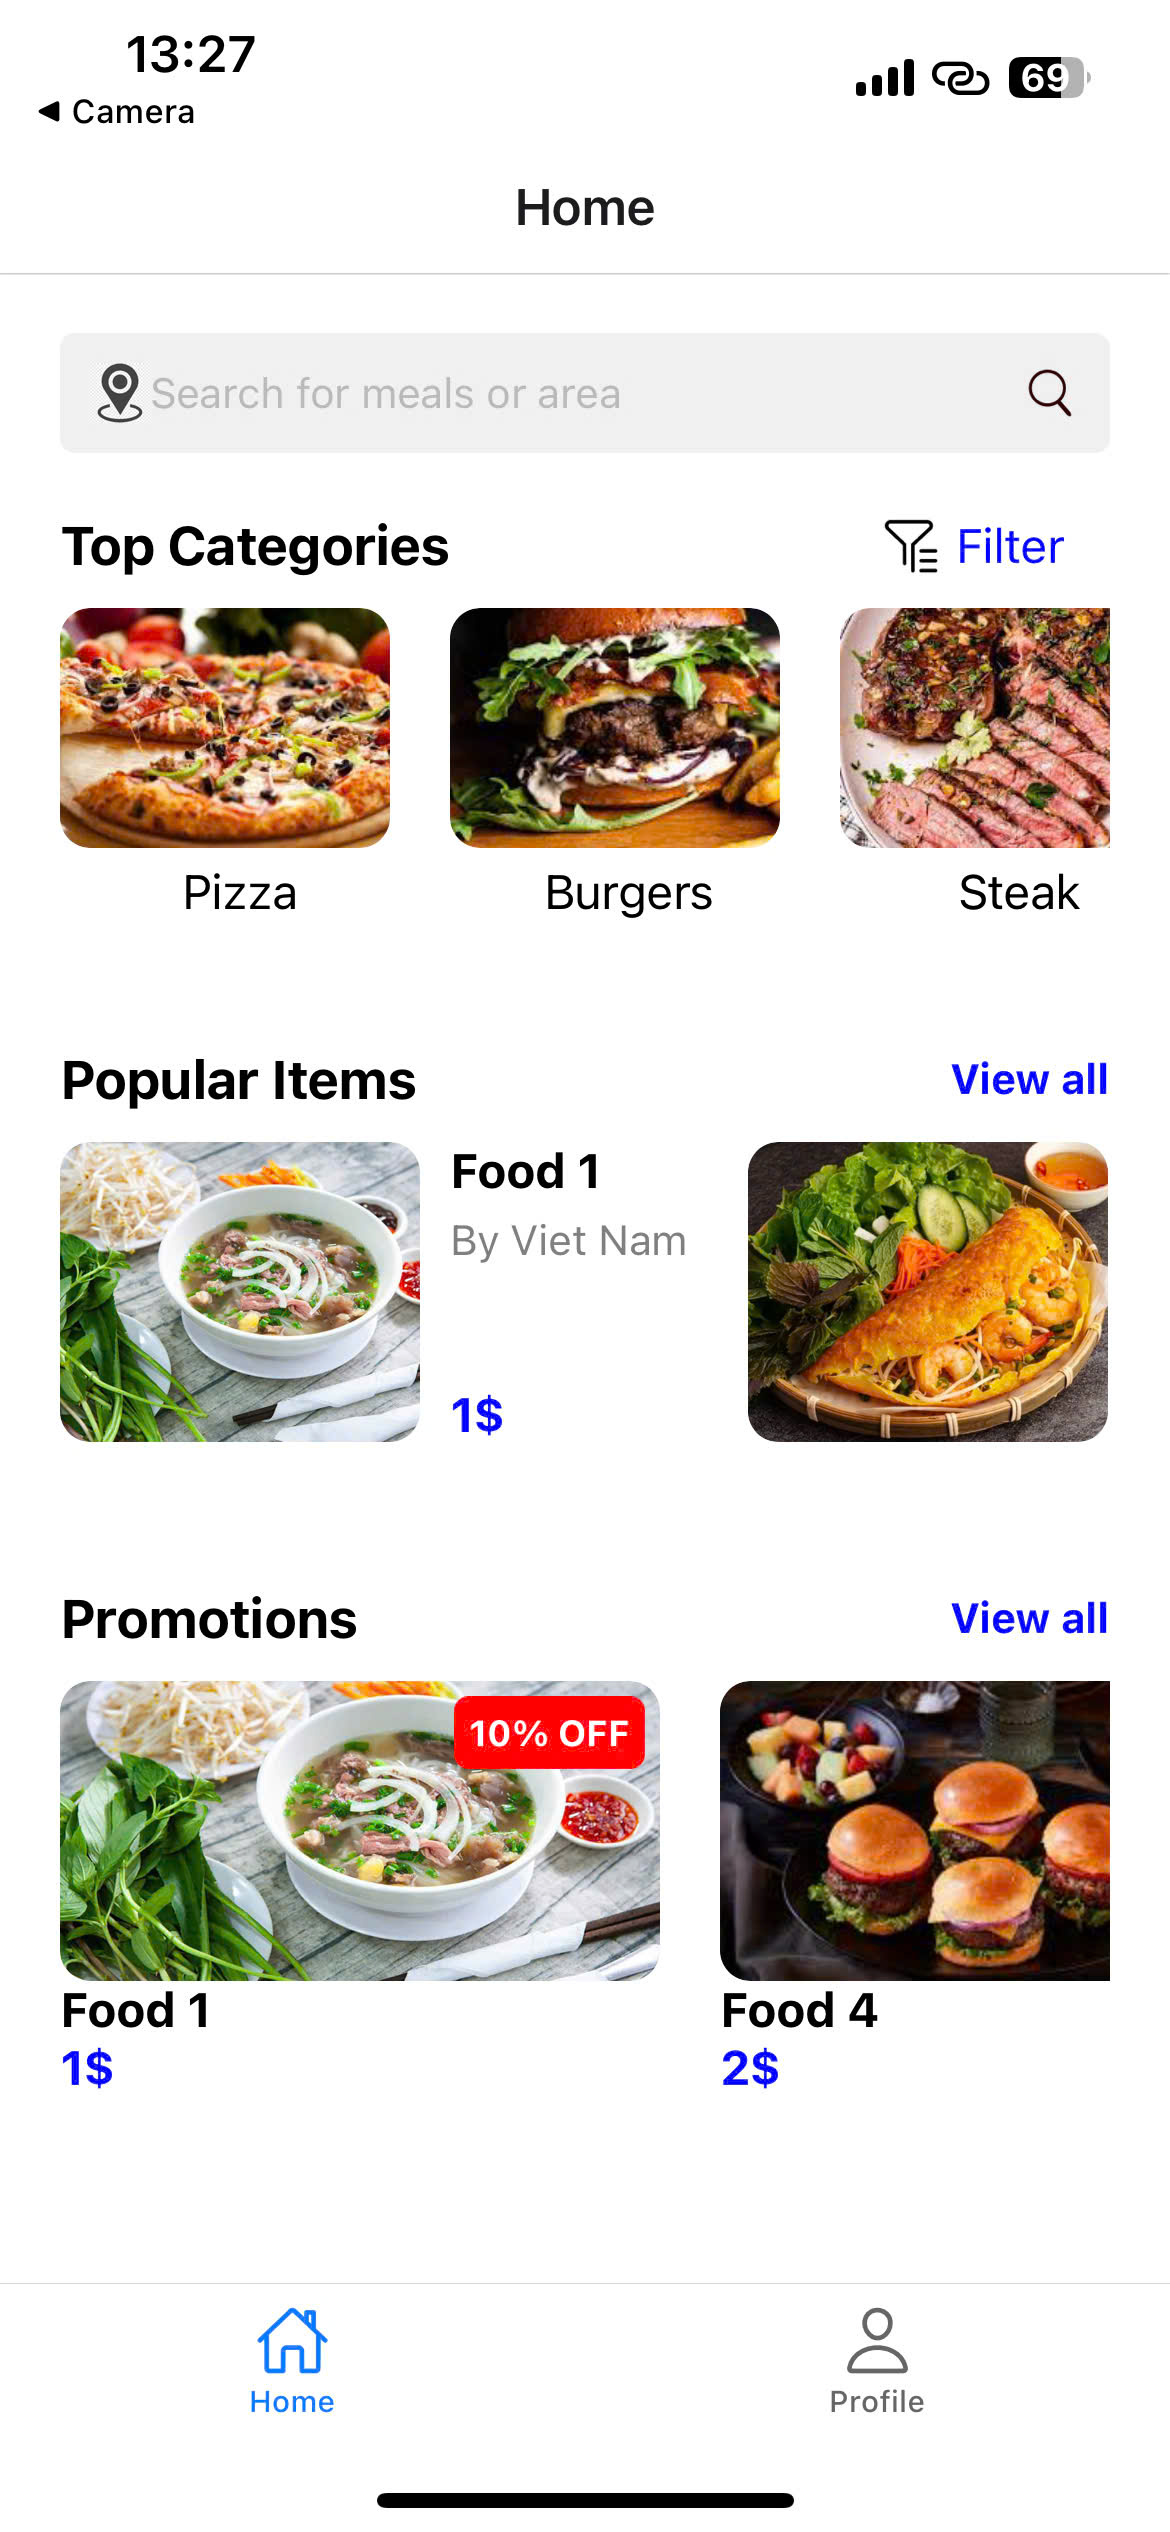 13:27
69
◀ Camera
Home
Search for meals or area
Top Categories
Filter
Pizza
Burgers
Steak
Popular Items
View all
Food 1
By Viet Nam
1$
Promotions
View all
10% OFF
Food 1
1$
Food 4
2$
Home
Profile